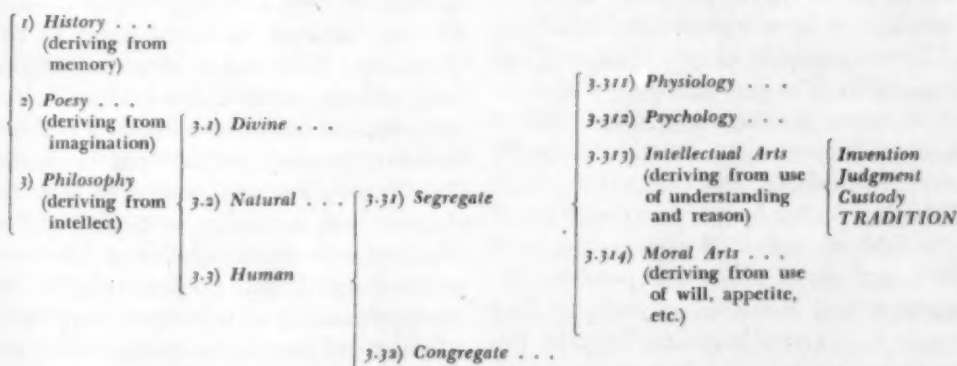 1) History . . .
(deriving from
memory)
2) Poesy . . .
(deriving from
imagination)
3) Philosophy
(deriving from
intellect)
3.1) Divine . . .
3.2) Natural . . .
3.3) Human
3.31) Segregate
3.32) Congregate . . .
3.311) Physiology . . .
3.312) Psychology . . .
3.313) Intellectual Arts
(deriving from use
of understanding
and reason)
3.314) Moral Arts . . .
(deriving from use
of will, appetite,
etc.)
Invention
Judgment
Custody
TRADITION